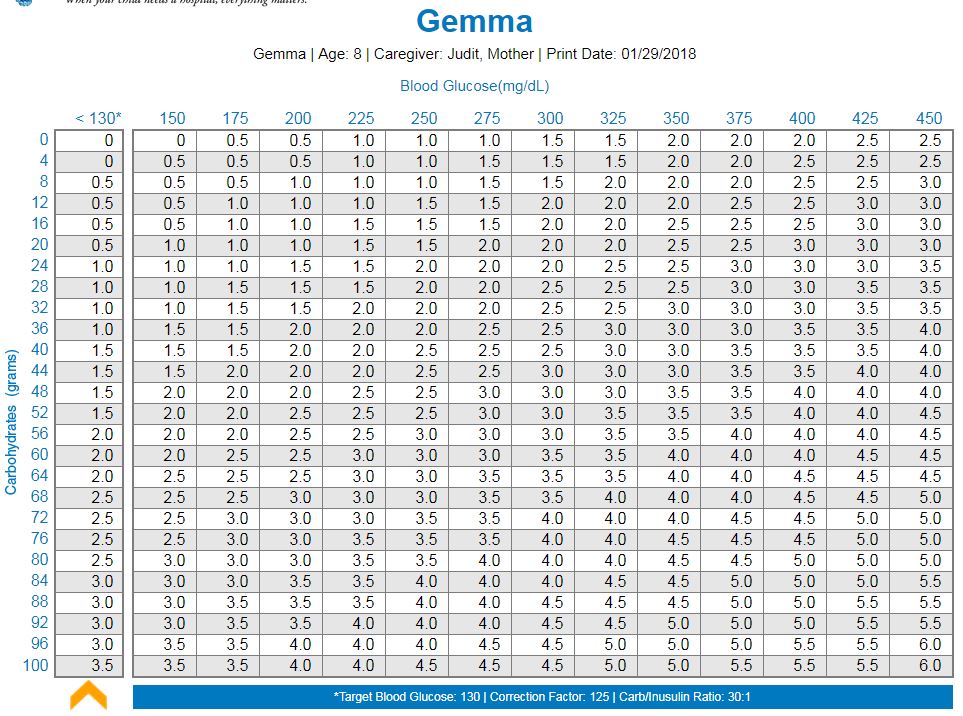 When your child needs a hospital, everything matters.
Gemma
Gemma | Age: 8 | Caregiver: Judit, Mother | Print Date: 01/29/2018
Blood Glucose(mg/dL)
< 130* 150 175 200 225 250 275 300 325 350 375 400 425 450
Carbohydrates (grams)
0 0 0 0.5 0.5 1.0 1.0 1.0 1.5 1.5 2.0 2.0 2.0 2.5 2.5
4 0 0.5 0.5 0.5 1.0 1.0 1.5 1.5 1.5 2.0 2.0 2.5 2.5 2.5
8 0.5 0.5 0.5 1.0 1.0 1.0 1.5 1.5 2.0 2.0 2.0 2.5 2.5 3.0
12 0.5 0.5 1.0 1.0 1.0 1.5 1.5 2.0 2.0 2.0 2.5 2.5 3.0 3.0
16 0.5 0.5 1.0 1.0 1.5 1.5 1.5 2.0 2.0 2.5 2.5 2.5 3.0 3.0
20 0.5 1.0 1.0 1.0 1.5 1.5 2.0 2.0 2.0 2.5 2.5 3.0 3.0 3.0
24 1.0 1.0 1.0 1.5 1.5 2.0 2.0 2.0 2.5 2.5 3.0 3.0 3.0 3.5
28 1.0 1.0 1.5 1.5 1.5 2.0 2.0 2.5 2.5 2.5 3.0 3.0 3.5 3.5
32 1.0 1.0 1.5 1.5 2.0 2.0 2.0 2.5 2.5 3.0 3.0 3.0 3.5 3.5
36 1.0 1.5 1.5 2.0 2.0 2.0 2.5 2.5 3.0 3.0 3.0 3.5 3.5 4.0
40 1.5 1.5 1.5 2.0 2.0 2.5 2.5 2.5 3.0 3.0 3.5 3.5 3.5 4.0
44 1.5 1.5 2.0 2.0 2.0 2.5 2.5 3.0 3.0 3.0 3.5 3.5 4.0 4.0
48 1.5 2.0 2.0 2.0 2.5 2.5 3.0 3.0 3.0 3.5 3.5 4.0 4.0 4.0
52 1.5 2.0 2.0 2.5 2.5 2.5 3.0 3.0 3.5 3.5 3.5 4.0 4.0 4.5
56 2.0 2.0 2.0 2.5 2.5 3.0 3.0 3.0 3.5 3.5 4.0 4.0 4.0 4.5
60 2.0 2.0 2.5 2.5 3.0 3.0 3.0 3.5 3.5 4.0 4.0 4.0 4.5 4.5
64 2.0 2.5 2.5 2.5 3.0 3.0 3.5 3.5 3.5 4.0 4.0 4.5 4.5 4.5
68 2.5 2.5 2.5 3.0 3.0 3.0 3.5 3.5 4.0 4.0 4.0 4.5 4.5 5.0
72 2.5 2.5 3.0 3.0 3.0 3.5 3.5 4.0 4.0 4.0 4.5 4.5 5.0 5.0
76 2.5 2.5 3.0 3.0 3.5 3.5 3.5 4.0 4.0 4.5 4.5 4.5 5.0 5.0
80 2.5 3.0 3.0 3.0 3.5 3.5 4.0 4.0 4.0 4.5 4.5 5.0 5.0 5.0
84 3.0 3.0 3.0 3.5 3.5 4.0 4.0 4.0 4.5 4.5 5.0 5.0 5.0 5.5
88 3.0 3.0 3.5 3.5 3.5 4.0 4.0 4.5 4.5 4.5 5.0 5.0 5.5 5.5
92 3.0 3.0 3.5 3.5 4.0 4.0 4.0 4.5 4.5 5.0 5.0 5.0 5.5 5.5
96 3.0 3.5 3.5 4.0 4.0 4.0 4.5 4.5 5.0 5.0 5.0 5.5 5.5 6.0
100 3.5 3.5 3.5 4.0 4.0 4.5 4.5 4.5 5.0 5.0 5.5 5.5 5.5 6.0
*Target Blood Glucose: 130 | Correction Factor: 125 | Carb/Inusulin Ratio: 30:1